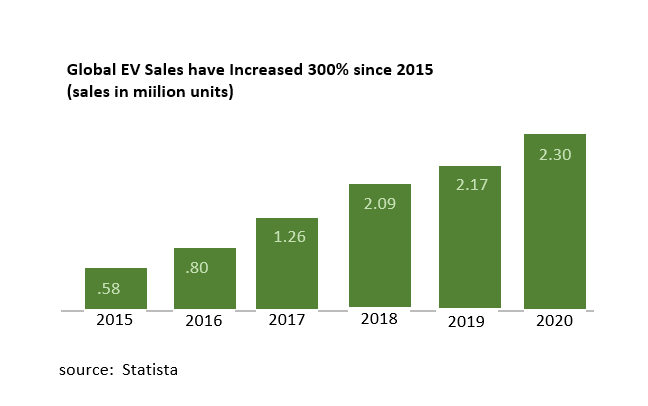 Global EV Sales have Increased 300% since 2015
(sales in miilion units)
2.30
2.17
2.09
1.26
.80
.58
2015 2016 2017 2018 2019 2020
source: Statista